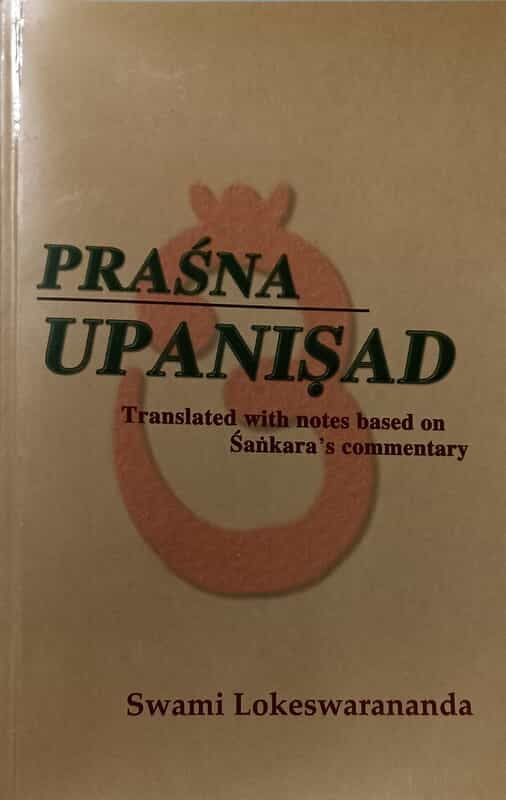 PRAŚNA
UPANIṢAD
Translated with notes based on
Śaṅkara's commentary
Swami Lokeswarananda